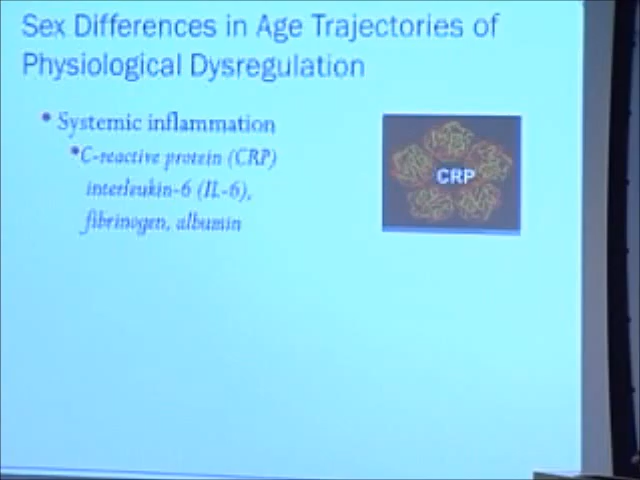 Sex Differences in Age Trajectories of
Physiological Dysregulation
• Systemic inflammation
•C-reactive protein (CRP)
interleukin-6 (IL-6),
fibrinogen, albumin
CRP